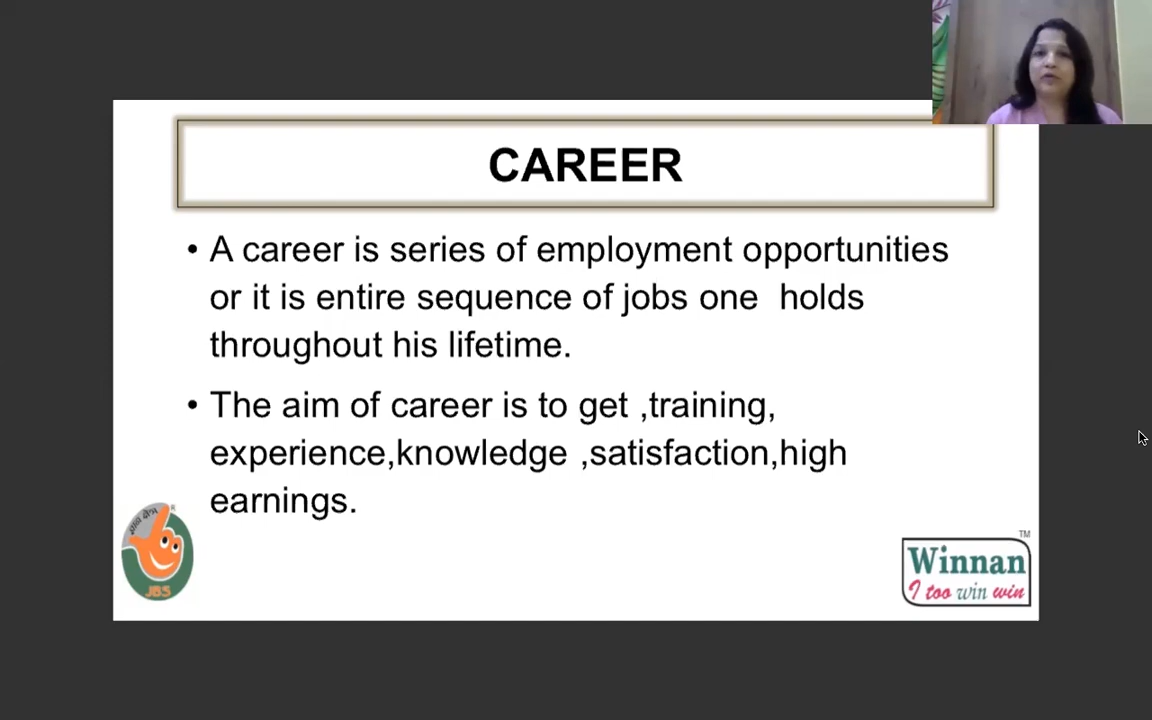 CAREER
• A career is series of employment opportunities
or it is entire sequence of jobs one  holds
throughout his lifetime.
• The aim of career is to get ,training,
experience,knowledge ,satisfaction,high
earnings.
JBS
TM
Winnan
I too win win